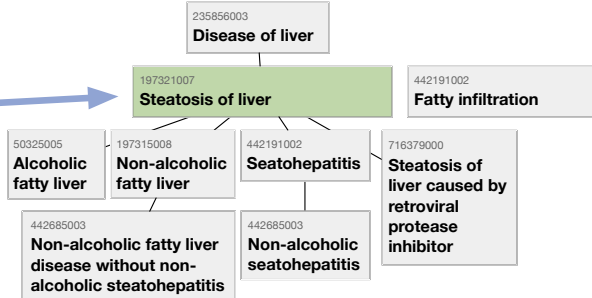 235856003
Disease of liver
197321007
Steatosis of liver
442191002
Fatty infiltration
50325005
Alcoholic
fatty liver
197315008
Non-alcoholic
fatty liver
442191002
Seatohepatitis
716379000
Steatosis of
liver caused by
retroviral
protease
inhibitor
442685003
Non-alcoholic fatty liver
disease without non-
alcoholic steatohepatitis
442685003
Non-alcoholic
seatohepatitis